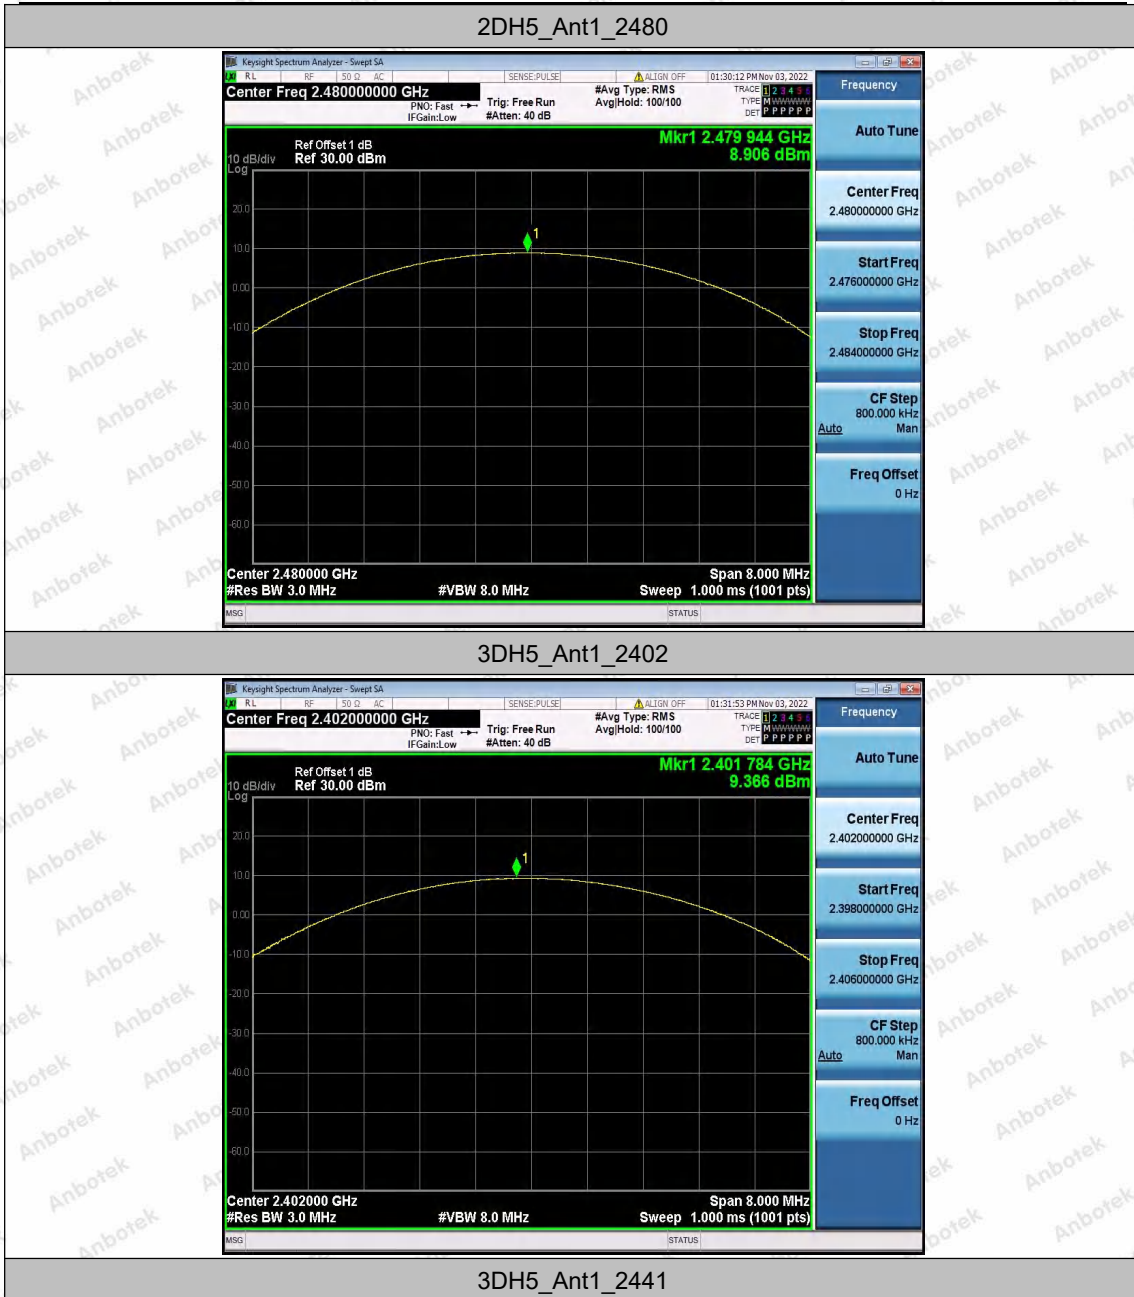 2DH5_Ant1_2480
Keysight Spectrum Analyzer - Swept SA
RL RF 50 Ω AC SENSE:PULSE ALIGN OFF 01:30:12 PM Nov 03, 2022
Center Freq 2.480000000 GHz #Avg Type: RMS TRACE 1 2 3 4 5 6
PNO: Fast Trig: Free Run Avg|Hold: 100/100 TYPE M WWWWW
IFGain:Low #Atten: 40 dB DET P P P P P P
Frequency
Auto Tune
Center Freq
2.480000000 GHz
Start Freq
2.476000000 GHz
Stop Freq
2.484000000 GHz
CF Step
800.000 kHz
Auto Man
Freq Offset
0 Hz
Mkr1 2.479 944 GHz
8.906 dBm
Ref Offset 1 dB
10 dB/div Ref 30.00 dBm
Log
20.0
1
10.0
0.00
-10.0
-20.0
-30.0
-40.0
-50.0
-60.0
Center 2.480000 GHz Span 8.000 MHz
#Res BW 3.0 MHz #VBW 8.0 MHz Sweep 1.000 ms (1001 pts)
MSG STATUS
3DH5_Ant1_2402
Keysight Spectrum Analyzer - Swept SA
RL RF 50 Ω AC SENSE:PULSE ALIGN OFF 01:31:53 PM Nov 03, 2022
Center Freq 2.402000000 GHz #Avg Type: RMS TRACE 1 2 3 4 5 6
PNO: Fast Trig: Free Run Avg|Hold: 100/100 TYPE M WWWWW
IFGain:Low #Atten: 40 dB DET P P P P P P
Frequency
Auto Tune
Center Freq
2.402000000 GHz
Start Freq
2.398000000 GHz
Stop Freq
2.406000000 GHz
CF Step
800.000 kHz
Auto Man
Freq Offset
0 Hz
Mkr1 2.401 784 GHz
9.366 dBm
Ref Offset 1 dB
10 dB/div Ref 30.00 dBm
Log
20.0
1
10.0
0.00
-10.0
-20.0
-30.0
-40.0
-50.0
-60.0
Center 2.402000 GHz Span 8.000 MHz
#Res BW 3.0 MHz #VBW 8.0 MHz Sweep 1.000 ms (1001 pts)
MSG STATUS
3DH5_Ant1_2441